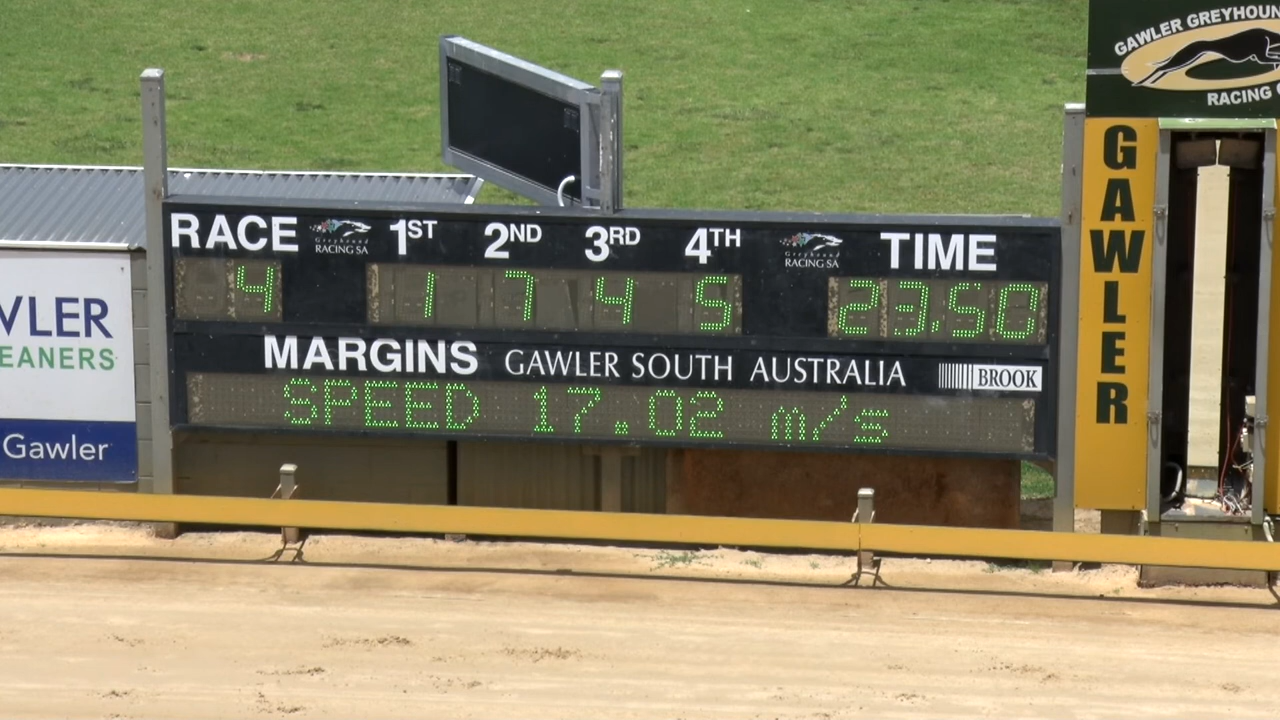 GAWLER GREYHOUN
RACING
GAWLER
RACE 1ST 2ND 3RD 4TH TIME
Greyhound
RACING SA
Greyhound
RACING SA
4 1 7 4 5 23.50
MARGINS GAWLER SOUTH AUSTRALIA BROOK
SPEED 17.02 m/s
VLER
EANERS
Gawler